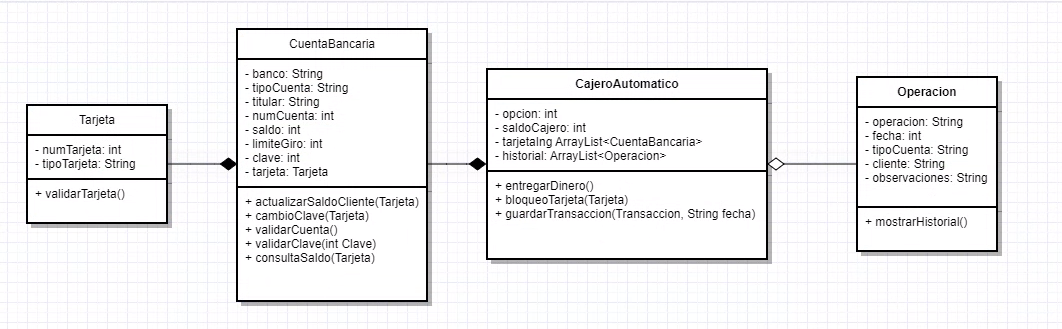 Tarjeta
- numTarjeta: int
- tipoTarjeta: String
+ validarTarjeta()
CuentaBancaria
- banco: String
- tipoCuenta: String
- titular: String
- numCuenta: int
- saldo: int
- limiteGiro: int
- clave: int
- tarjeta: Tarjeta
+ actualizarSaldoCliente(Tarjeta)
+ cambioClave(Tarjeta)
+ validarCuenta()
+ validarClave(int Clave)
+ consultaSaldo(Tarjeta)
CajeroAutomatico
- opcion: int
- saldoCajero: int
- tarjetaIng ArrayList<CuentaBancaria>
- historial: ArrayList<Operacion>
+ entregarDinero()
+ bloqueoTarjeta(Tarjeta)
+ guardarTransaccion(Transaccion, String fecha)
Operacion
- operacion: String
- fecha: int
- tipoCuenta: String
- cliente: String
- observaciones: String
+ mostrarHistorial()